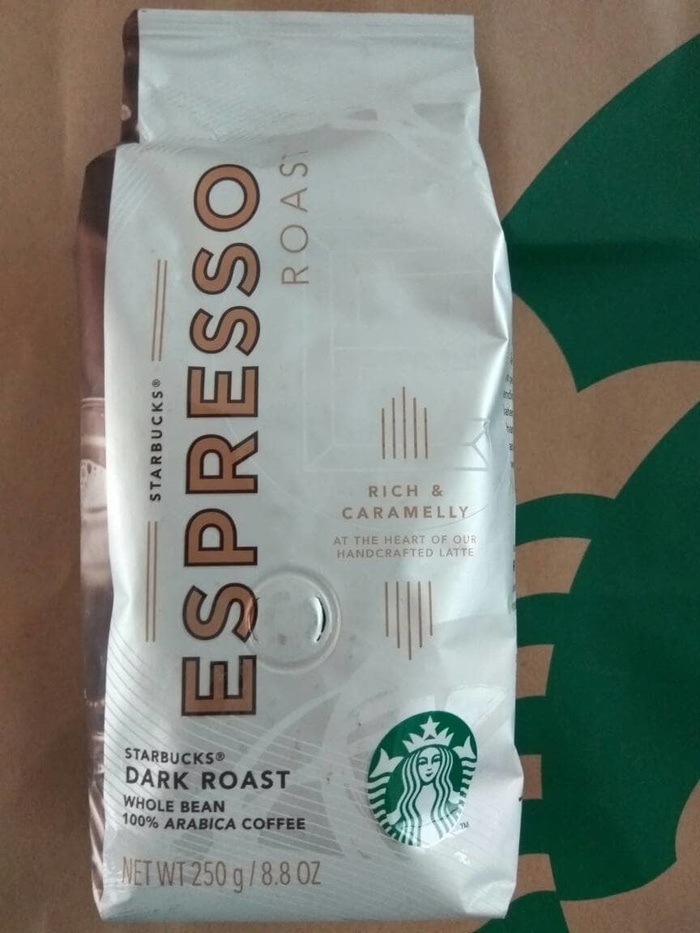 STARBUCKS®
ESPRESSO
ROAST
RICH &
CARAMELLY
AT THE HEART OF OUR
HANDCRAFTED LATTE
STARBUCKS®
DARK ROAST
WHOLE BEAN
100% ARABICA COFFEE
TM
NET WT 250 g / 8.8 OZ